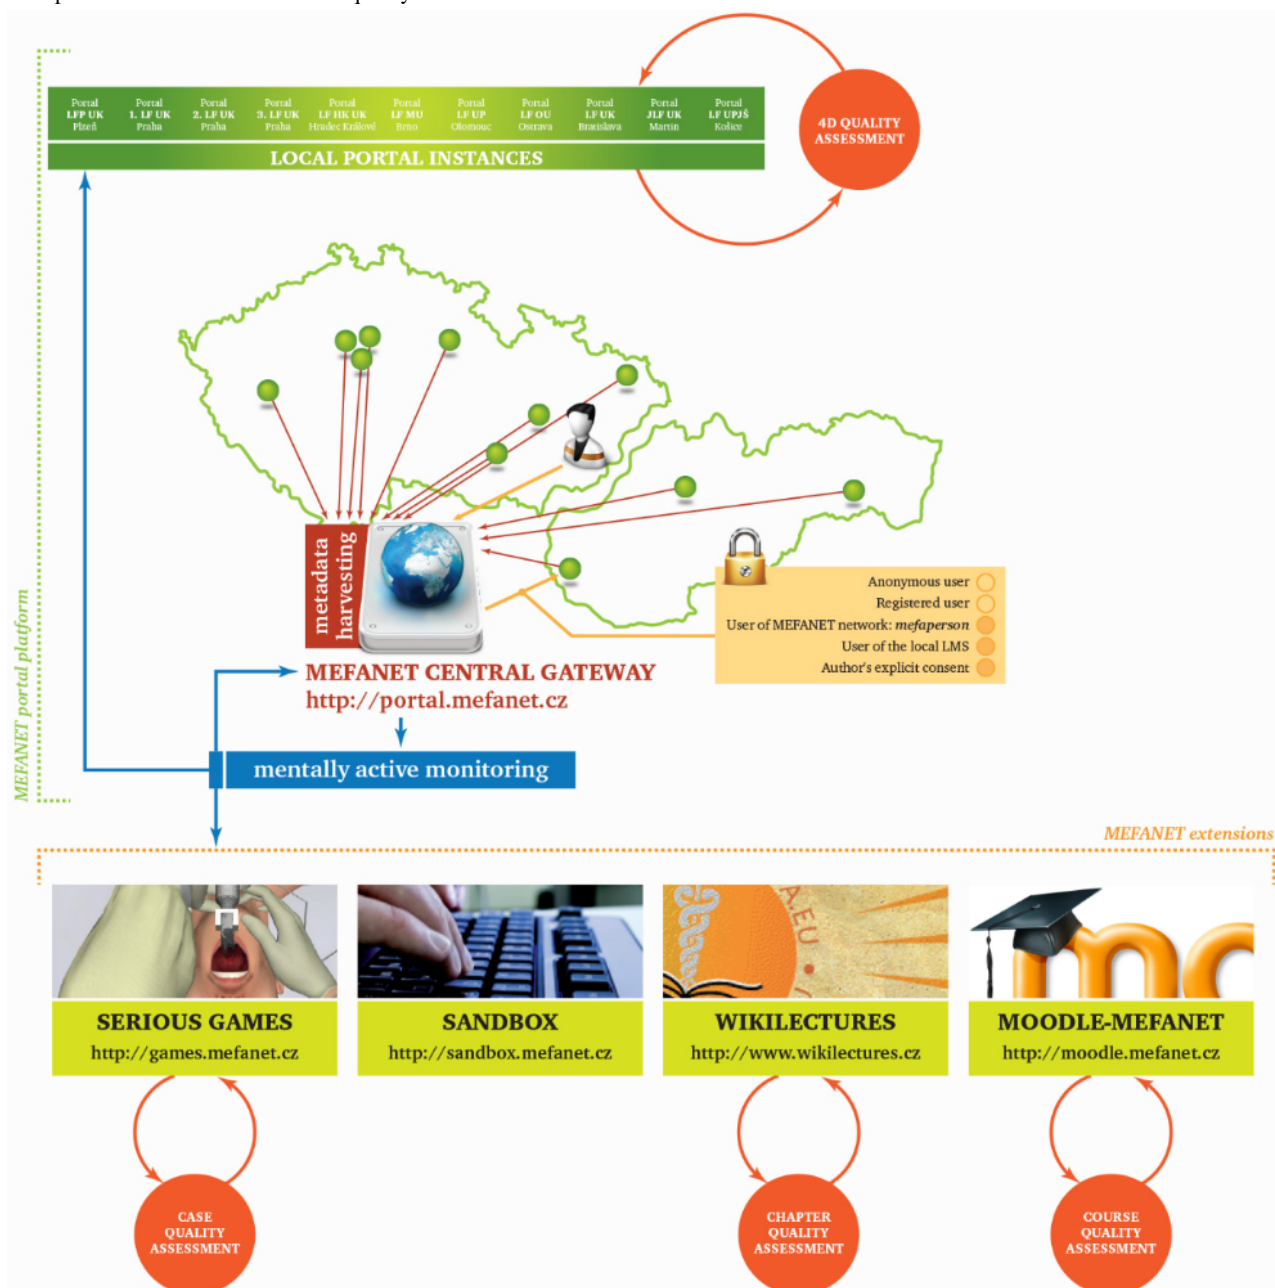 Portal
LFP UK
Plzeň
Portal
1. LF UK
Praha
Portal
2. LF UK
Praha
Portal
3. LF UK
Praha
Portal
LF HK UK
Hradec Králové
Portal
LF MU
Brno
Portal
LF UP
Olomouc
Portal
LF OU
Ostrava
Portal
LF UK
Bratislava
Portal
JLF UK
Martin
Portal
LF UPJŠ
Košice
LOCAL PORTAL INSTANCES
4D QUALITY
ASSESSMENT
metadata
harvesting
Anonymous user
Registered user
User of MEFANET network: mefaperson
User of the local LMS
Author's explicit consent
MEFANET CENTRAL GATEWAY
http://portal.mefanet.cz
MEFANET portal platform
mentally active monitoring
MEFANET extensions
A.EU
mo
SERIOUS GAMES
http://games.mefanet.cz
SANDBOX
http://sandbox.mefanet.cz
WIKILECTURES
http://www.wikilectures.cz
MOODLE-MEFANET
http://moodle.mefanet.cz
CASE
QUALITY
ASSESSMENT
CHAPTER
QUALITY
ASSESSMENT
COURSE
QUALITY
ASSESSMENT